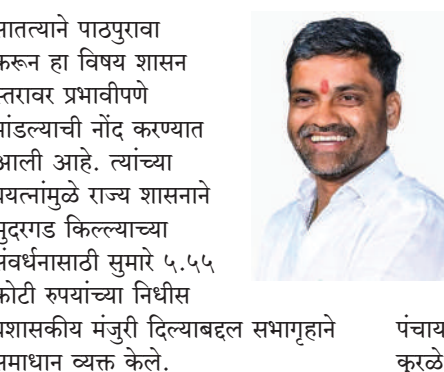 सातत्याने पाठपुरावा
करून हा विषय शासन
स्तरावर प्रभावीपणे
मांडल्याची नोंद करण्यात
आली आहे. त्यांच्या
प्रयत्नांमुळे राज्य शासनाने
भुदरगड किल्ल्याच्या
संवर्धनासाठी सुमारे ५.५५
कोटी रुपयांच्या निधीस
प्रशासकीय मंजुरी दिल्याबद्दल सभागृहाने
समाधान व्यक्त केले.
पंचाय
कुरळे